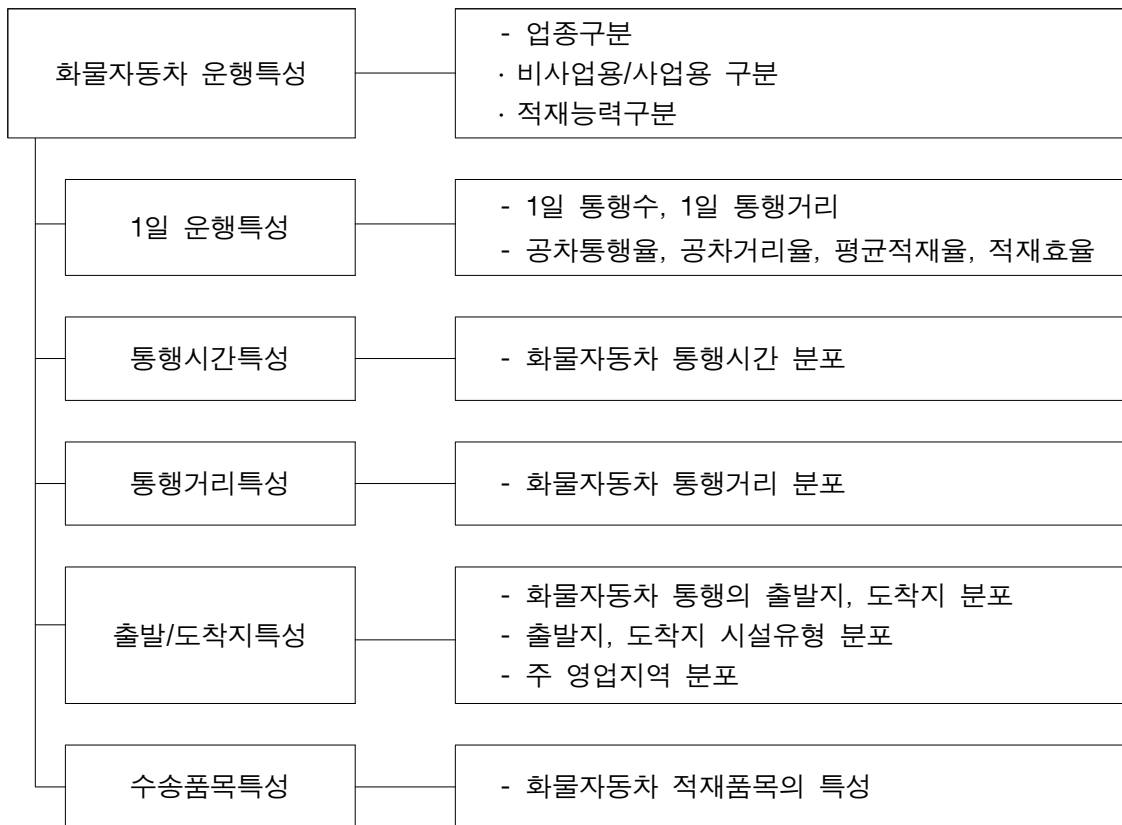 화물자동차 운행특성
- 업종구분
· 비사업용/사업용 구분
· 적재능력구분
1일 운행특성
- 1일 통행수, 1일 통행거리
- 공차통행율, 공차거리율, 평균적재율, 적재효율
통행시간특성
- 화물자동차 통행시간 분포
통행거리특성
- 화물자동차 통행거리 분포
출발/도착지특성
- 화물자동차 통행의 출발지, 도착지 분포
- 출발지, 도착지 시설유형 분포
- 주 영업지역 분포
수송품목특성
- 화물자동차 적재품목의 특성